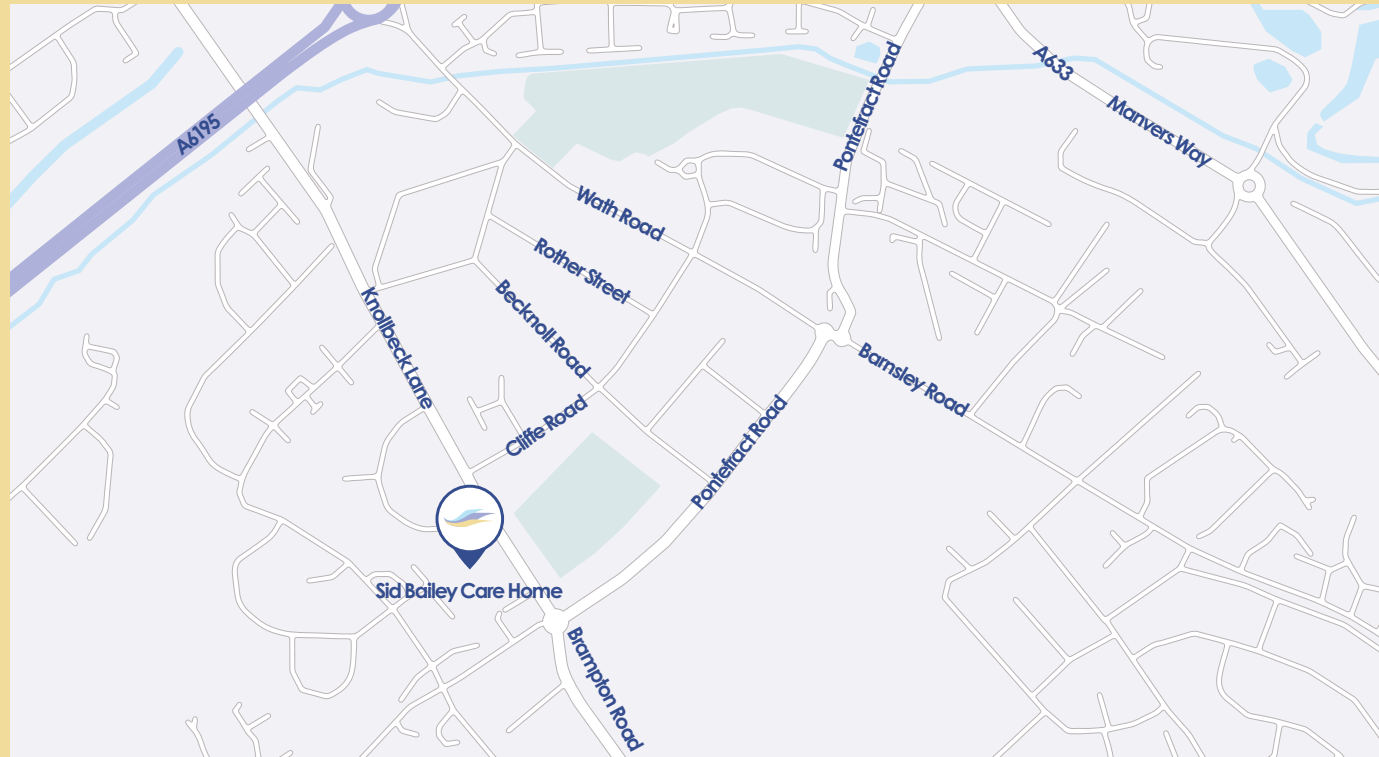 A633
Pontefract Road
Manvers Way
A6195
Wath Road
Rother Street
Becknoll Road
Knollbeck Lane
Barnsley Road
Cliffe Road
Pontefract Road
Sid Bailey Care Home
Brampton Road